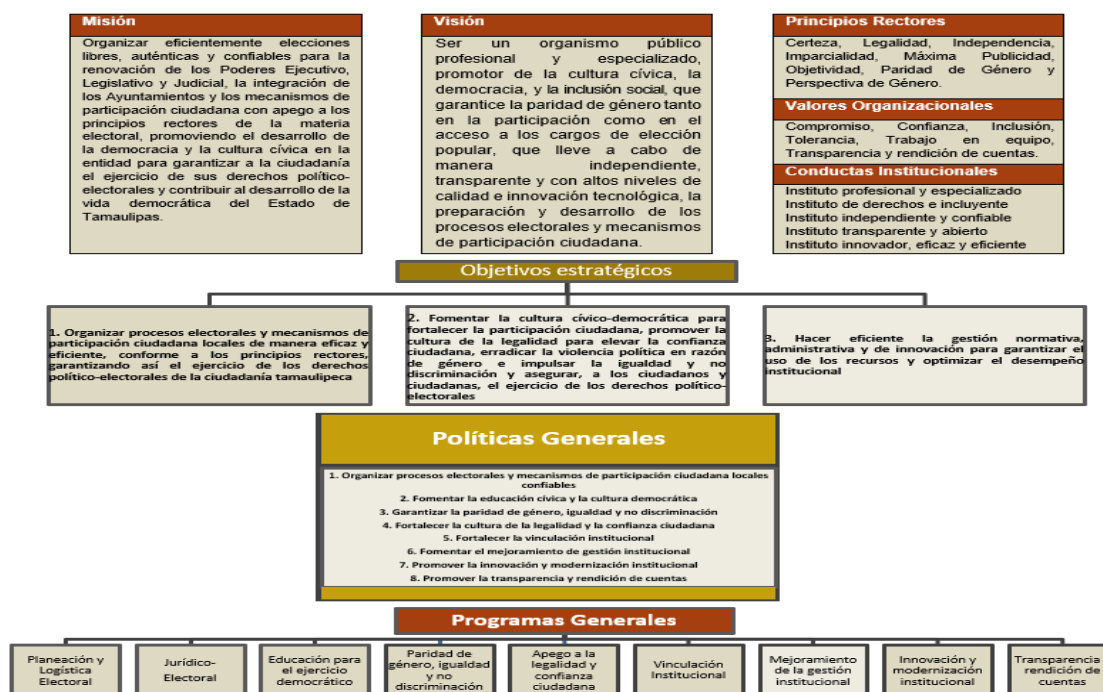 Misión
Organizar eficientemente elecciones
libres, auténticas y confiables para la
renovación de los Poderes Ejecutivo,
Legislativo y Judicial, la integración de
los Ayuntamientos y los mecanismos de
participación ciudadana con apego a los
principios rectores de la materia
electoral, promoviendo el desarrollo de
la democracia y la cultura cívica en la
entidad para garantizar a la ciudadanía
el ejercicio de sus derechos político-
electorales y contribuir al desarrollo de la
vida democrática del Estado de
Tamaulipas.
Visión
Ser un organismo público
profesional y especializado,
promotor de la cultura cívica, la
democracia, y la inclusión social, que
garantice la paridad de género tanto
en la participación como en el
acceso a los cargos de elección
popular, que lleve a cabo de
manera independiente,
transparente y con altos niveles de
calidad e innovación tecnológica, la
preparación y desarrollo de los
procesos electorales y mecanismos
de participación ciudadana.
Principios Rectores
Certeza, Legalidad, Independencia,
Imparcialidad, Máxima Publicidad,
Objetividad, Paridad de Género y
Perspectiva de Género.
Valores Organizacionales
Compromiso, Confianza, Inclusión,
Tolerancia, Trabajo en equipo,
Transparencia y rendición de cuentas.
Conductas Institucionales
Instituto profesional y especializado
Instituto de derechos e incluyente
Instituto independiente y confiable
Instituto transparente y abierto
Instituto innovador, eficaz y eficiente
Objetivos estratégicos
1. Organizar procesos electorales y mecanismos de
participación ciudadana locales de manera eficaz y
eficiente, conforme a los principios rectores,
garantizando así el ejercicio de los derechos
político-electorales de la ciudadanía tamaulipeca
2. Fomentar la cultura cívico-democrática para
fortalecer la participación ciudadana, promover la
cultura de la legalidad para elevar la confianza
ciudadana, erradicar la violencia política en razón
de género e impulsar la igualdad y no
discriminación y asegurar, a los ciudadanos y
ciudadanas, el ejercicio de los derechos político-
electorales
3. Hacer eficiente la gestión normativa,
administrativa y de innovación para garantizar el
uso de los recursos y optimizar el desempeño
institucional
Políticas Generales
1. Organizar procesos electorales y mecanismos de participación ciudadana locales
confiables
2. Fomentar la educación cívica y la cultura democrática
3. Garantizar la paridad de género, igualdad y no discriminación
4. Fortalecer la cultura de la legalidad y la confianza ciudadana
5. Fortalecer la vinculación institucional
6. Fomentar el mejoramiento de gestión institucional
7. Promover la innovación y modernización institucional
8. Promover la transparencia y rendición de cuentas
Programas Generales
Planeación y
Logística
Electoral
Jurídico-
Electoral
Educación para
el ejercicio
democrático
Paridad de
género, igualdad
y no
discriminación
Apego a la
legalidad y
confianza
ciudadana
Vinculación
Institucional
Mejoramiento
de la gestión
institucional
Innovación y
modernización
institucional
Transparencia y
rendición de
cuentas